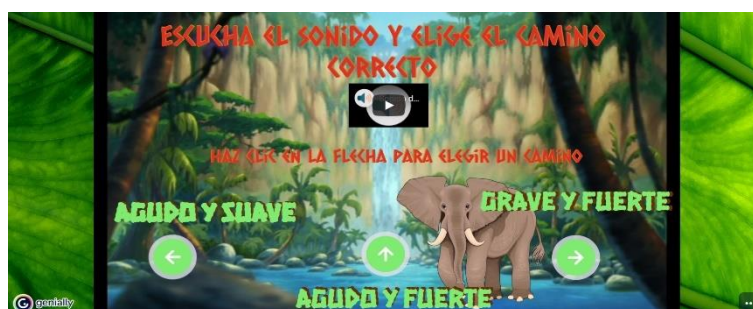 ESCUCHA EL SONIDO Y ELIGE EL CAMINO
CORRECTO
d...
HAZ CLIC EN LA FLECHA PARA ELEGIR UN CAMINO
AGUDO Y SUAVE
GRAVE Y FUERTE
AGUDO Y FUERTE
genially